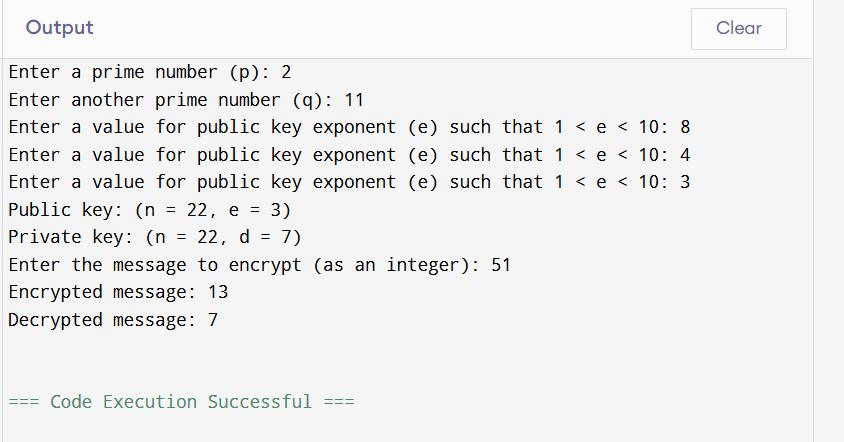 Output
Clear
Enter a prime number (p): 2
Enter another prime number (q): 11
Enter a value for public key exponent (e) such that 1 < e < 10: 8
Enter a value for public key exponent (e) such that 1 < e < 10: 4
Enter a value for public key exponent (e) such that 1 < e < 10: 3
Public key: (n = 22, e = 3)
Private key: (n = 22, d = 7)
Enter the message to encrypt (as an integer): 51
Encrypted message: 13
Decrypted message: 7
=== Code Execution Successful ===